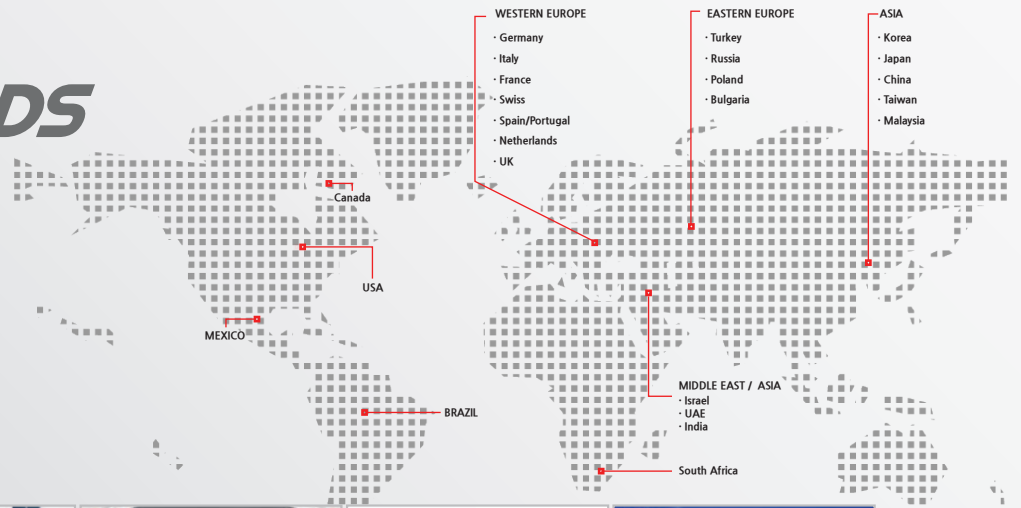 DS
WESTERN EUROPE
· Germany
· Italy
· France
· Swiss
· Spain/Portugal
· Netherlands
· UK
EASTERN EUROPE
· Turkey
· Russia
· Poland
· Bulgaria
ASIA
· Korea
· Japan
· China
· Taiwan
· Malaysia
Canada
USA
MEXICO
BRAZIL
MIDDLE EAST / ASIA
· Israel
· UAE
· India
South Africa